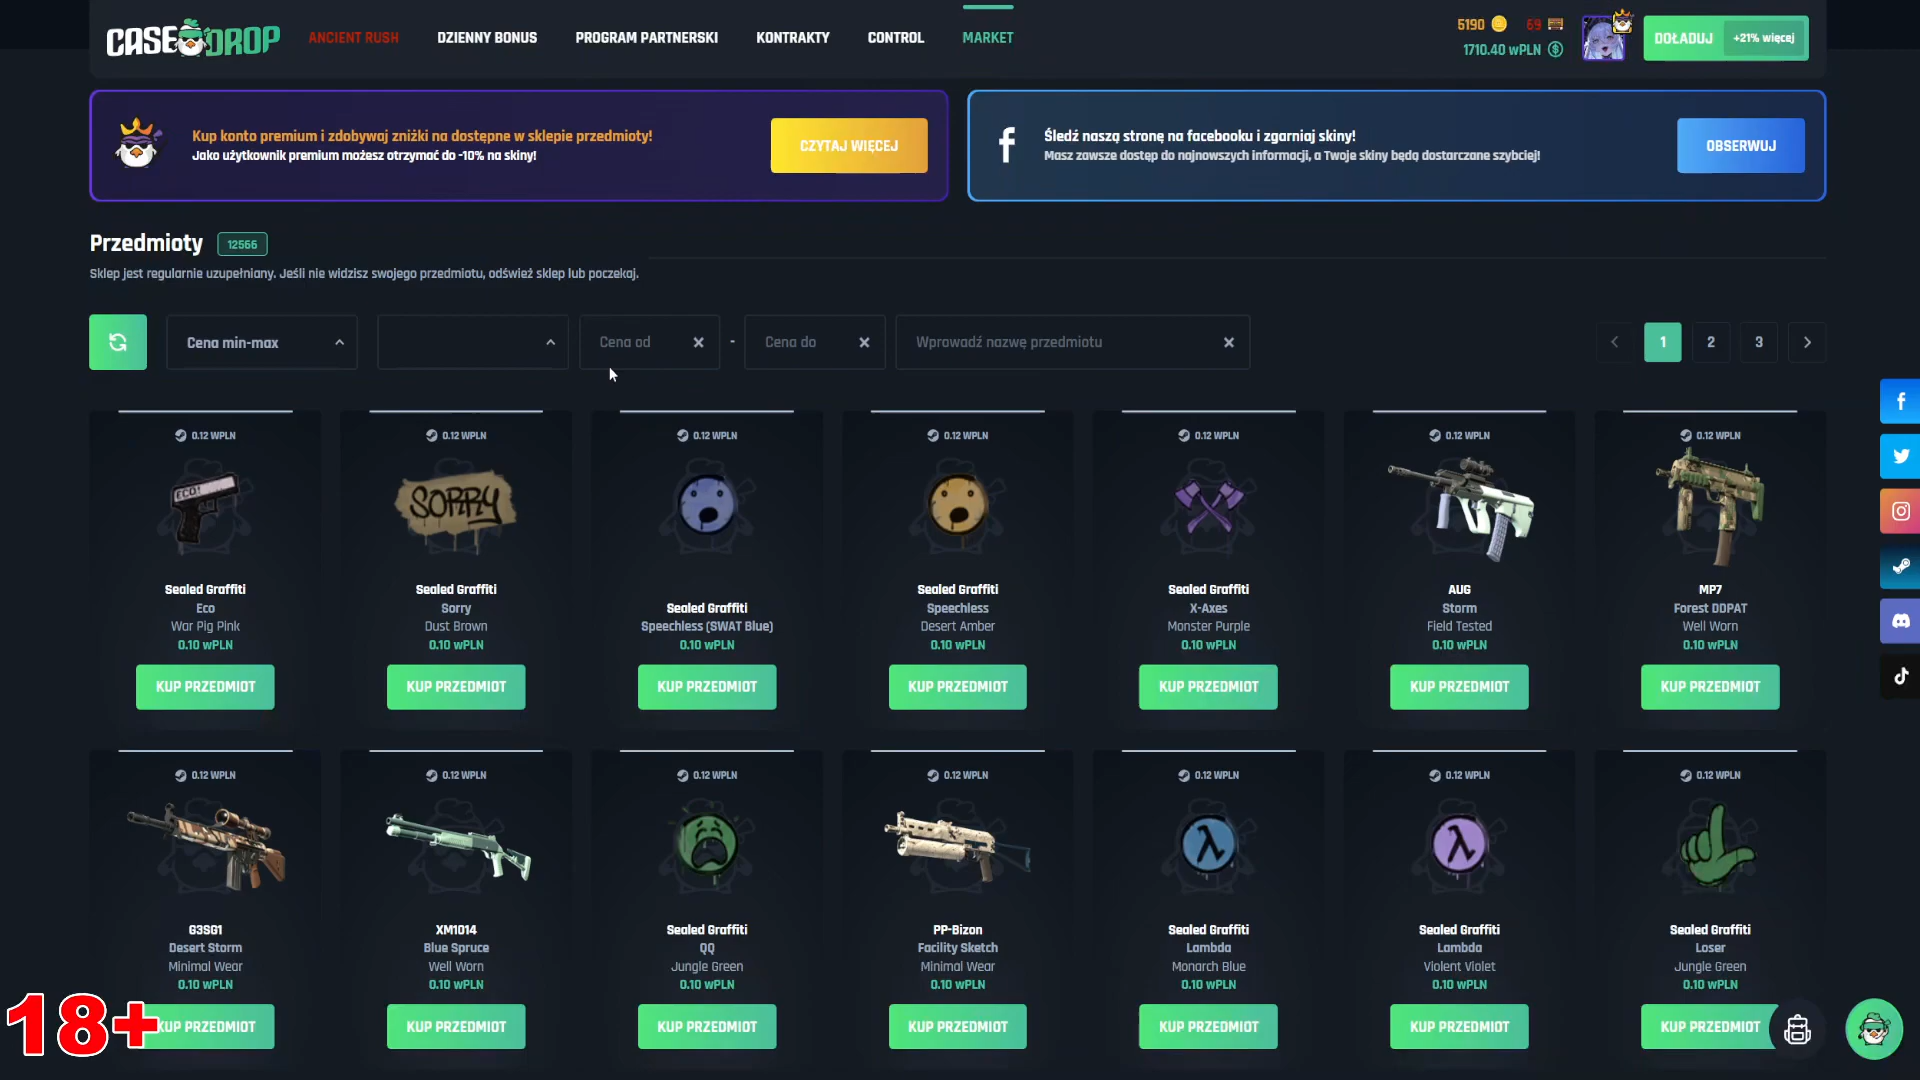 CASEDROP
ANCIENT RUSH
DZIENNY BONUS
PROGRAM PARTNERSKI
KONTRAKTY
CONTROL
MARKET
5190
69
1710.40 wPLN
DOŁADUJ
+21% więcej
Kup konto premium i zdobywaj zniżki na dostępne w sklepie przedmioty!
Jako użytkownik premium możesz otrzymać do -10% na skiny!
CZYTAJ WIĘCEJ
Śledź naszą stronę na facebooku i zgarniaj skiny!
Masz zawsze dostęp do najnowszych informacji, a Twoje skiny będą dostarczane szybciej!
OBSERWUJ
Przedmioty
12566
Sklep jest regularnie uzupełniany. Jeśli nie widzisz swojego przedmiotu, odśwież sklep lub poczekaj.
Cena min-max
Cena od
-
Cena do
Wprowadź nazwę przedmiotu
1
2
3
0.12 WPLN
ECO!
Sealed Graffiti
Eco
War Pig Pink
0.10 wPLN
KUP PRZEDMIOT
0.12 WPLN
SORRY
Sealed Graffiti
Sorry
Dust Brown
0.10 wPLN
KUP PRZEDMIOT
0.12 WPLN
Sealed Graffiti
Speechless (SWAT Blue)
0.10 wPLN
KUP PRZEDMIOT
0.12 WPLN
Sealed Graffiti
Speechless
Desert Amber
0.10 wPLN
KUP PRZEDMIOT
0.12 WPLN
Sealed Graffiti
X-Axes
Monster Purple
0.10 wPLN
KUP PRZEDMIOT
0.12 WPLN
AUG
Storm
Field Tested
0.10 wPLN
KUP PRZEDMIOT
0.12 WPLN
MP7
Forest DDPAT
Well Worn
0.10 wPLN
KUP PRZEDMIOT
0.12 WPLN
G3SG1
Desert Storm
Minimal Wear
0.10 wPLN
KUP PRZEDMIOT
0.12 WPLN
XM1014
Blue Spruce
Well Worn
0.10 wPLN
KUP PRZEDMIOT
0.12 WPLN
Sealed Graffiti
QQ
Jungle Green
0.10 wPLN
KUP PRZEDMIOT
0.12 WPLN
PP-Bizon
Facility Sketch
Minimal Wear
0.10 wPLN
KUP PRZEDMIOT
0.12 WPLN
λ
Sealed Graffiti
Lambda
Monarch Blue
0.10 wPLN
KUP PRZEDMIOT
0.12 WPLN
λ
Sealed Graffiti
Lambda
Violent Violet
0.10 wPLN
KUP PRZEDMIOT
0.12 WPLN
Sealed Graffiti
Loser
Jungle Green
0.10 wPLN
KUP PRZEDMIOT
18+